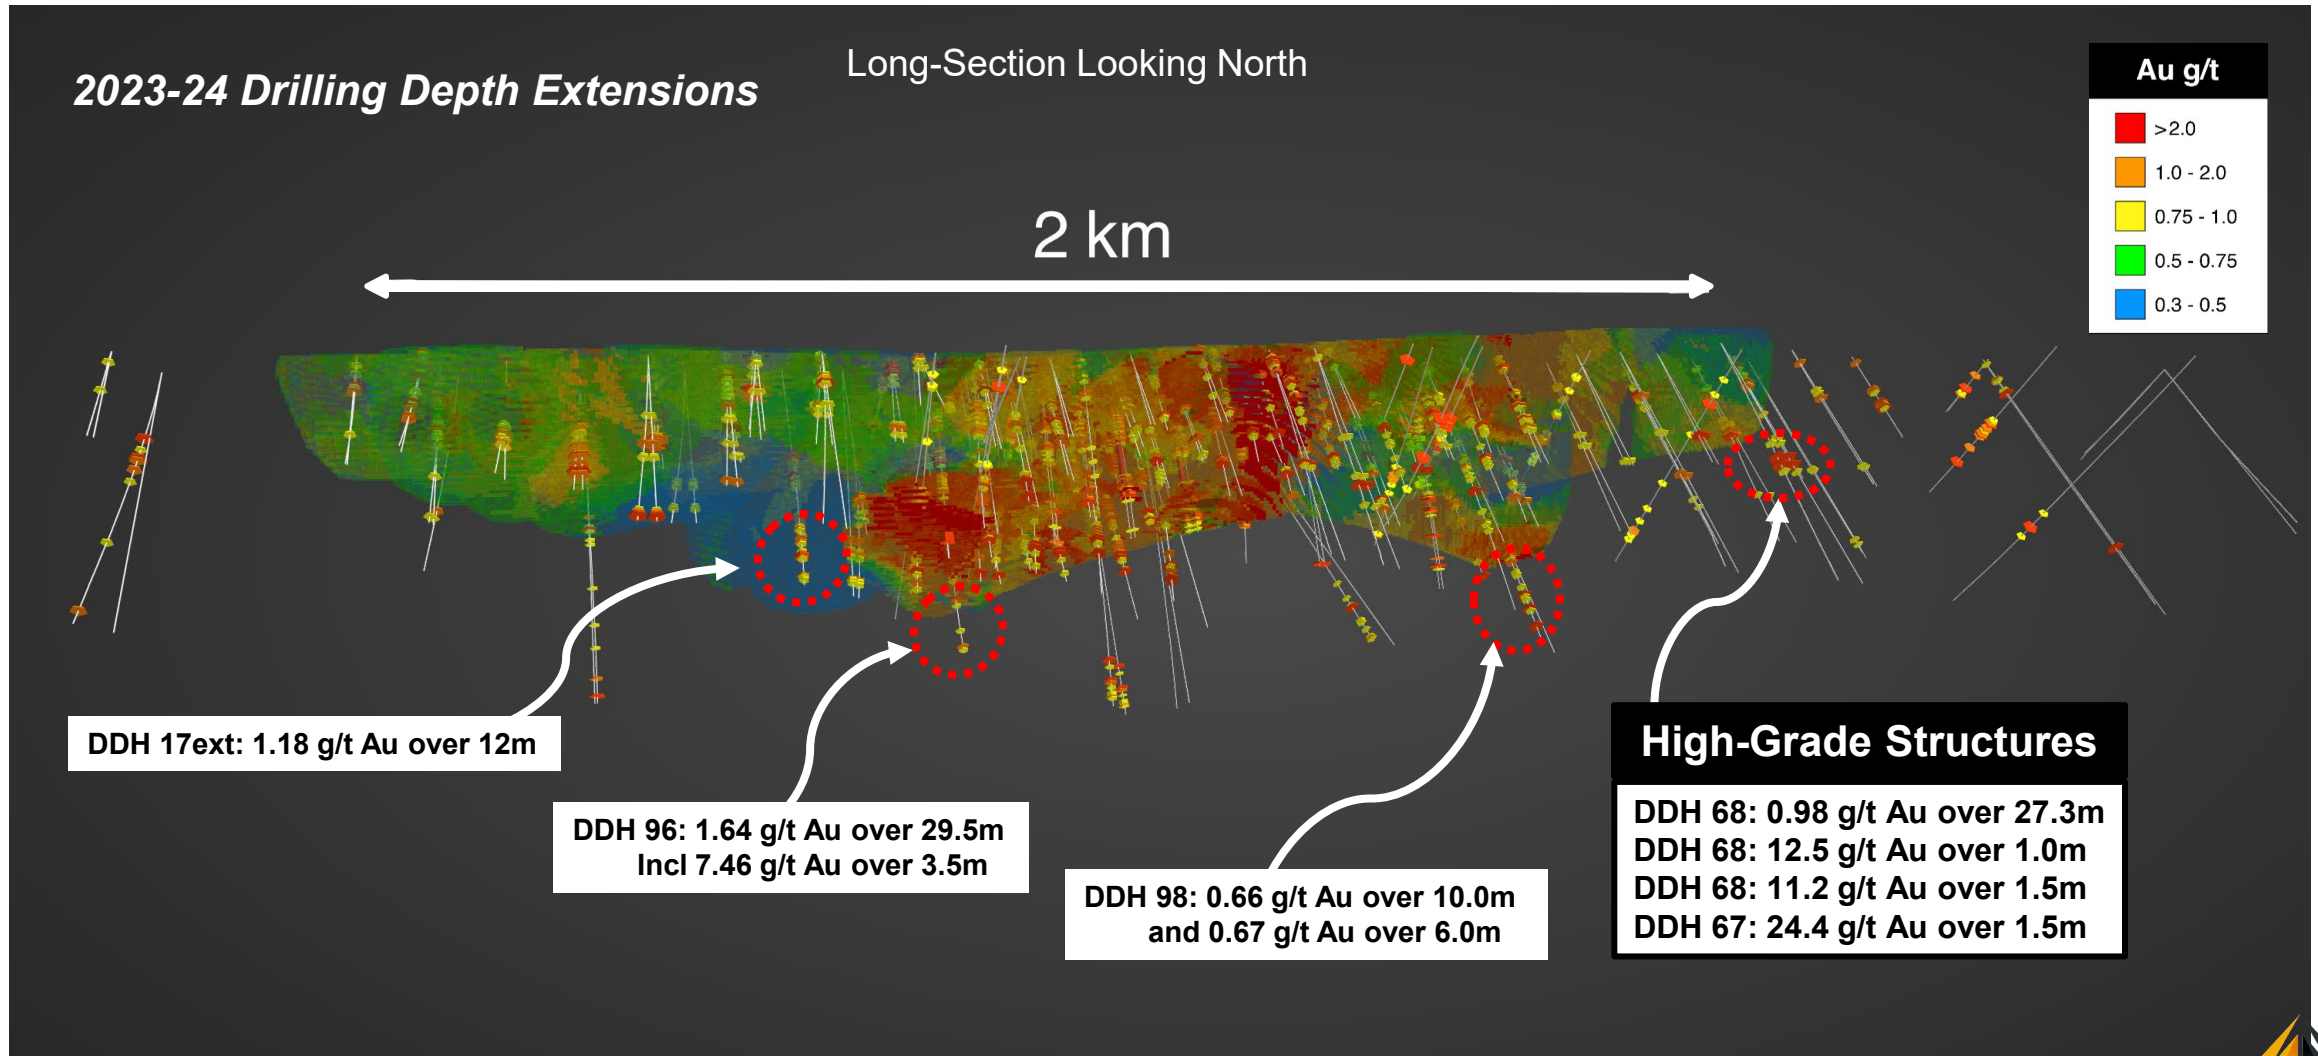 2023-24 Drilling Depth Extensions
Long-Section Looking North
Au g/t
>2.0
1.0 - 2.0
0.75 - 1.0
0.5 - 0.75
0.3 - 0.5
2 km
DDH 17ext: 1.18 g/t Au over 12m
DDH 96: 1.64 g/t Au over 29.5m
Incl 7.46 g/t Au over 3.5m
DDH 98: 0.66 g/t Au over 10.0m
and 0.67 g/t Au over 6.0m
High-Grade Structures
DDH 68: 0.98 g/t Au over 27.3m
DDH 68: 12.5 g/t Au over 1.0m
DDH 68: 11.2 g/t Au over 1.5m
DDH 67: 24.4 g/t Au over 1.5m